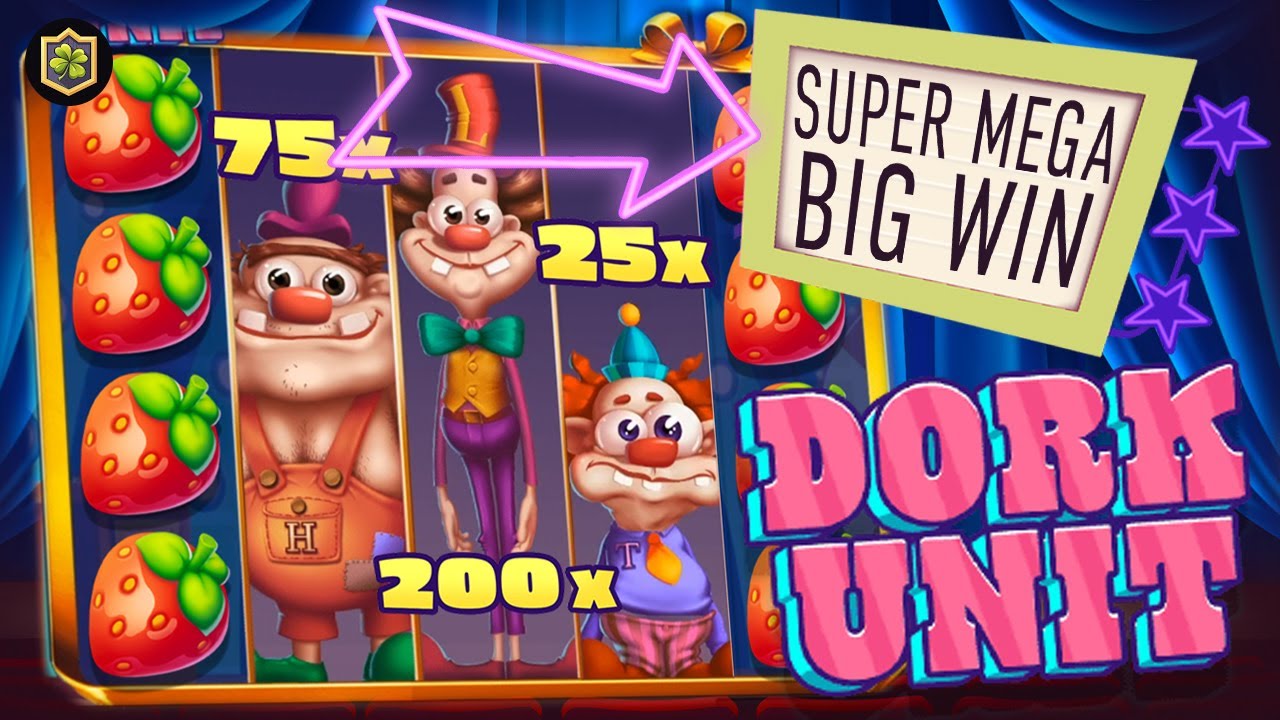 75x
25x
200x
SUPER MEGA
BIG WIN
DORK
UNIT
H
T